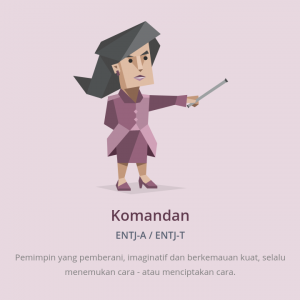 Komandan
ENTJ-A / ENTJ-T
Pemimpin yang pemberani, imaginatif dan berkemauan kuat, selalu
menemukan cara - atau menciptakan cara.